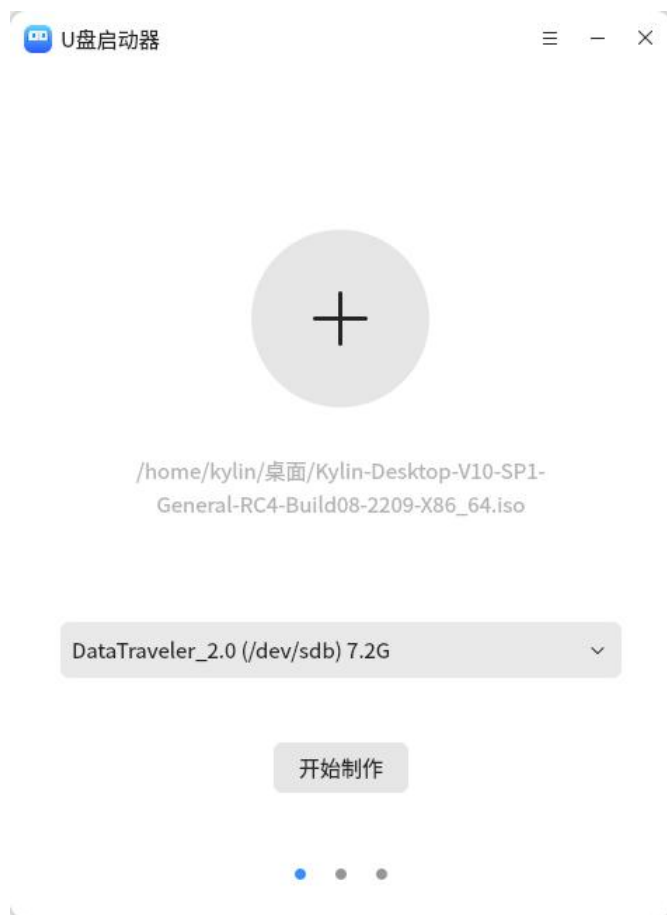 U盘启动器
/home/kylin/桌面/Kylin-Desktop-V10-SP1-
General-RC4-Build08-2209-X86_64.iso
DataTraveler_2.0 (/dev/sdb) 7.2G
开始制作